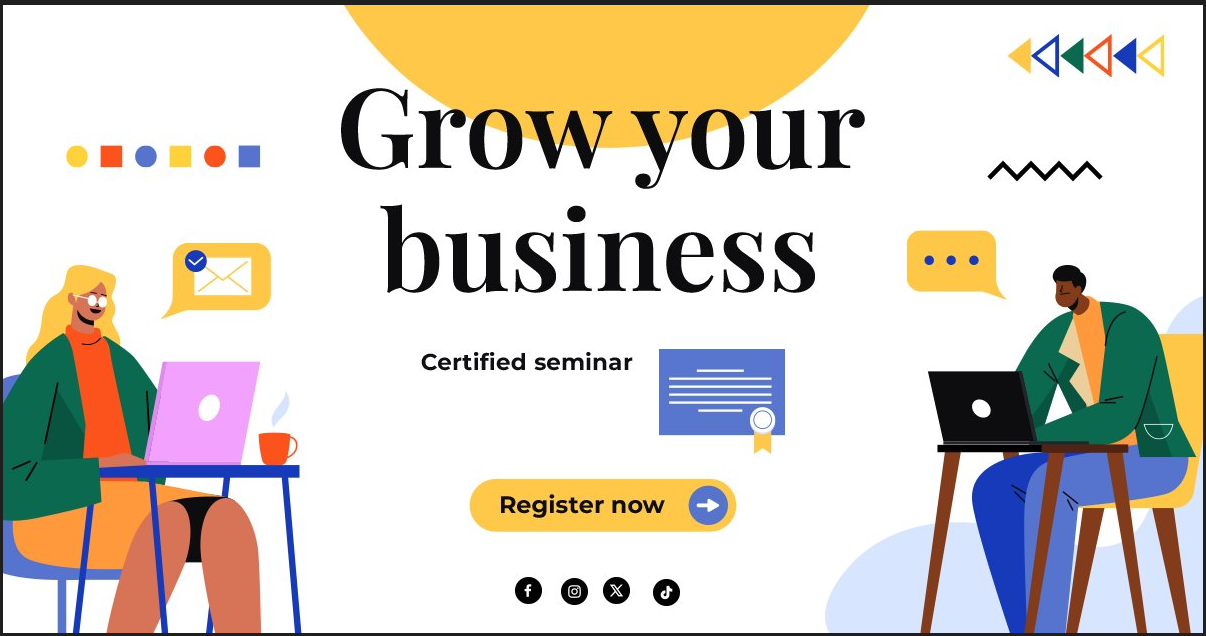 Grow your
business
Certified seminar
Register now